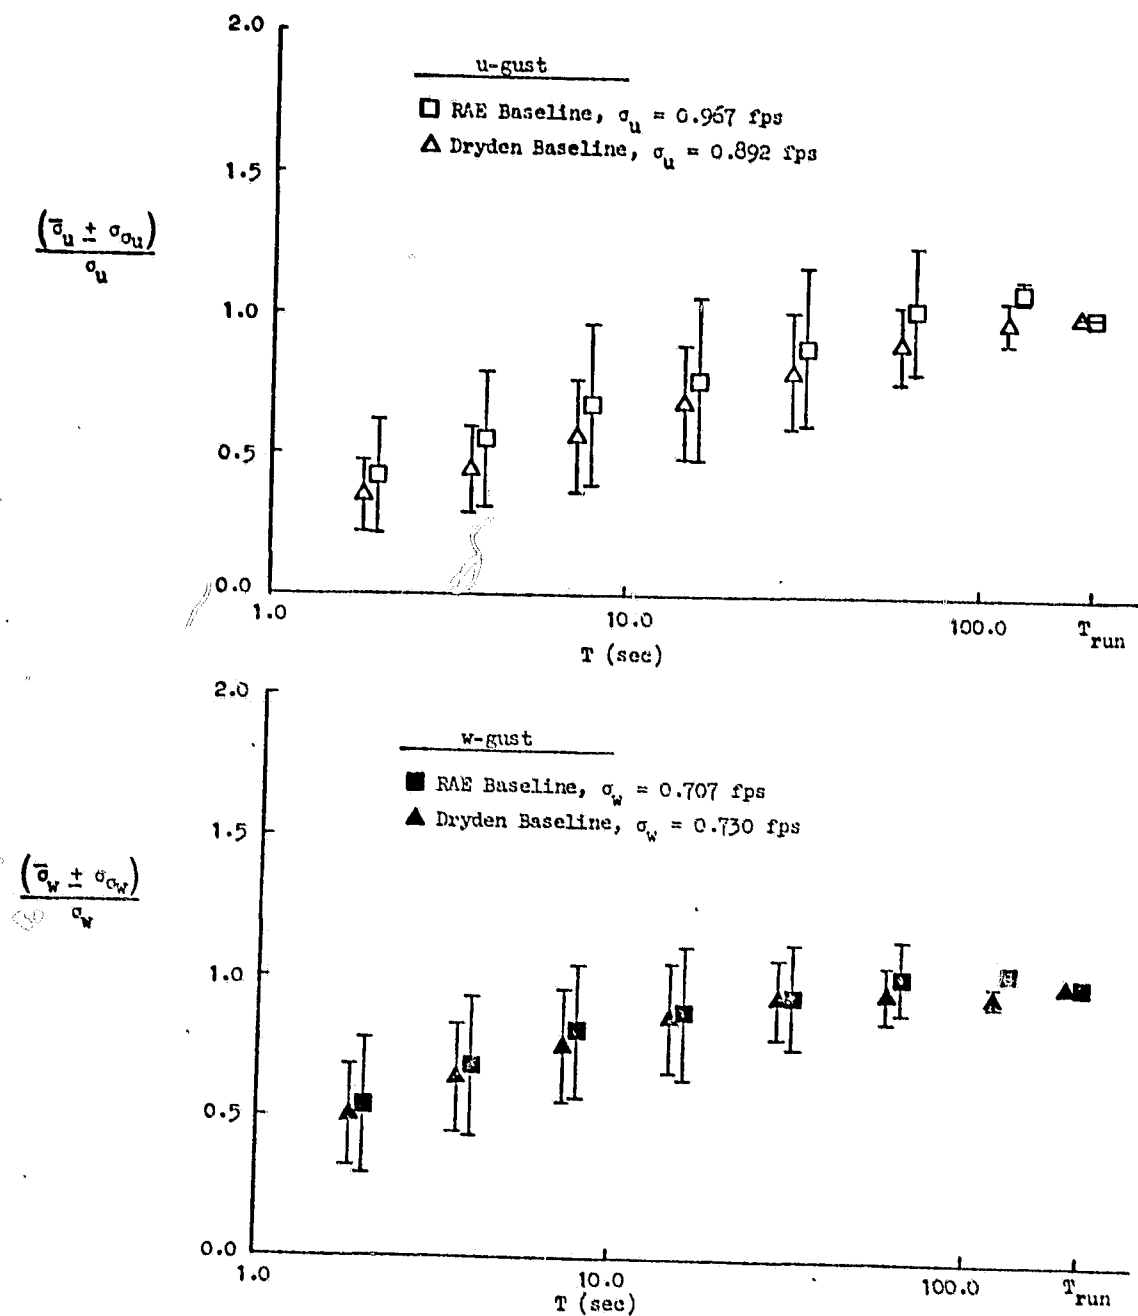 2.0
u-gust
□ RAE Baseline, σu = 0.967 fps
△ Dryden Baseline, σu = 0.892 fps
1.5
(σ̄u ± σσu)
σu
1.0
0.5
0.0
1.0 10.0 100.0 Trun
T (sec)
2.0
w-gust
■ RAE Baseline, σw = 0.707 fps
▲ Dryden Baseline, σw = 0.730 fps
1.5
(σ̄w ± σσw)
σw
1.0
0.5
0.0
1.0 10.0 100.0 Trun
T (sec)